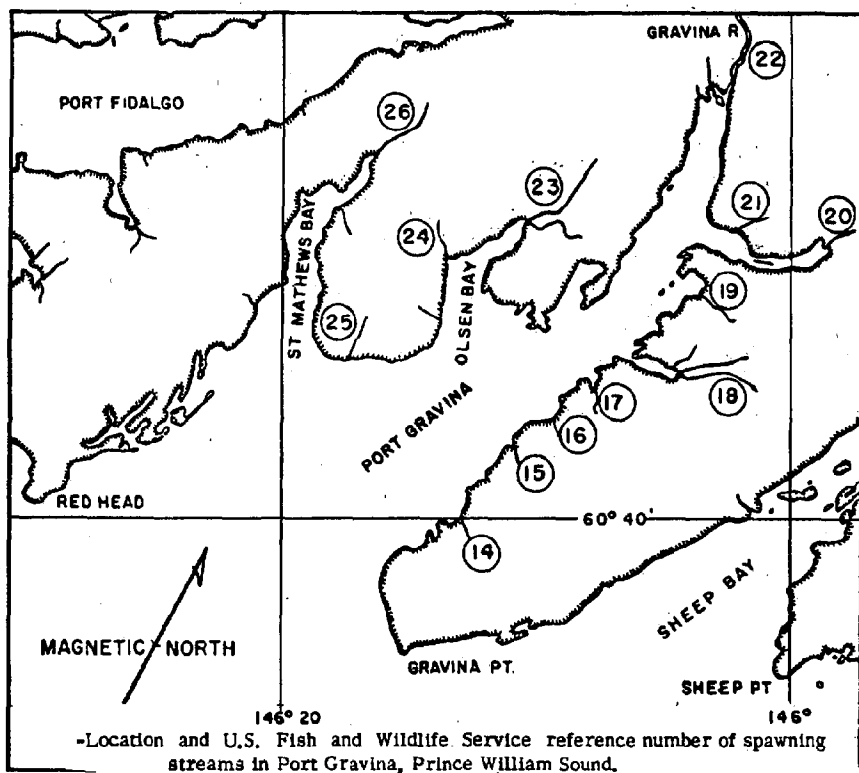 GRAVINA R
22
PORT FIDALGO
26
23
21
20
24
ST MATHEWS BAY
OLSEN BAY
19
25
PORT GRAVINA
18
17
16
15
RED HEAD
60° 40'
14
SHEEP BAY
MAGNETIC NORTH
GRAVINA PT.
SHEEP PT
146° 20
146°
-Location and U.S. Fish and Wildlife Service reference number of spawning
streams in Port Gravina, Prince William Sound.